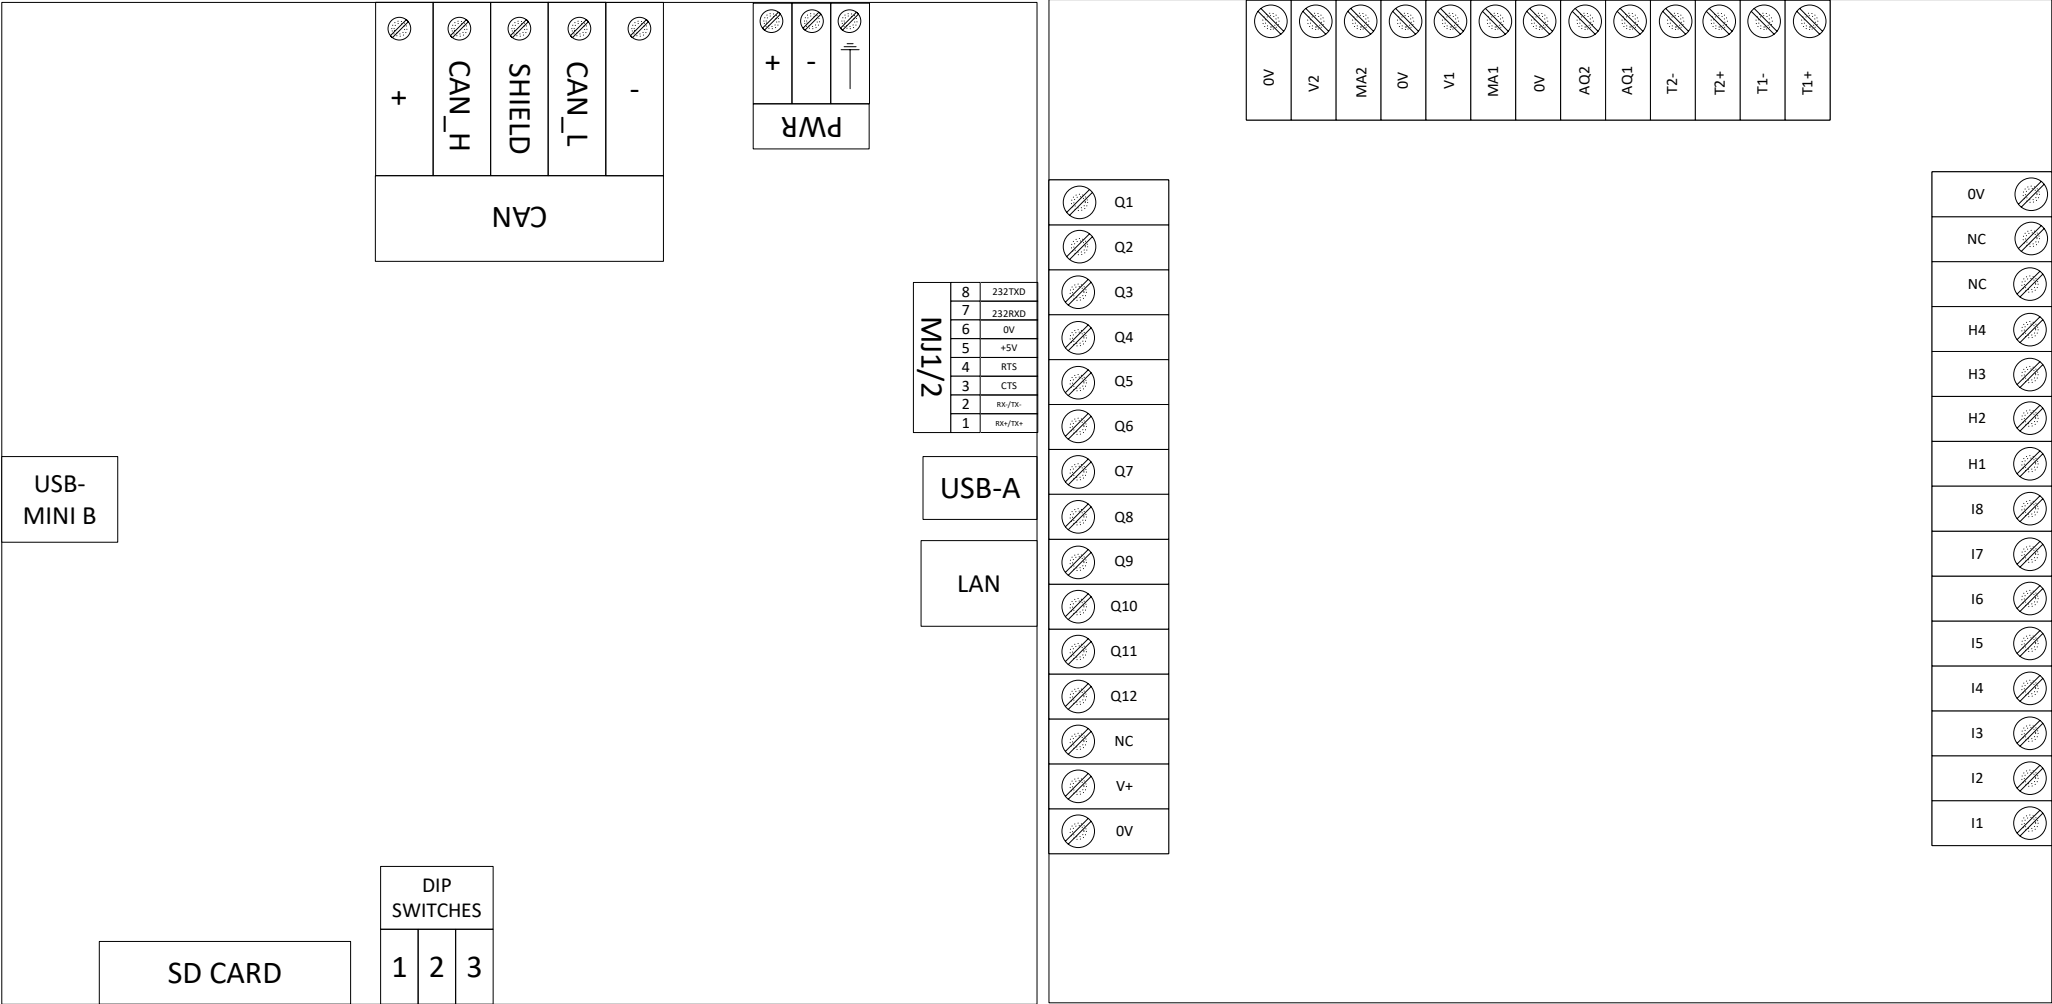 +
CAN_H
SHIELD
CAN_L
-
CAN
+
-
PWR
8 232TXD
7 232RXD
6 0V
5 +5V
4 RTS
3 CTS
2 RX-/TX-
1 RX+/TX+
MJ1/2
USB-
MINI B
USB-A
LAN
DIP
SWITCHES
1 2 3
SD CARD
0V
V2
MA2
0V
V1
MA1
0V
AQ2
AQ1
T2-
T2+
T1-
T1+
Q1
Q2
Q3
Q4
Q5
Q6
Q7
Q8
Q9
Q10
Q11
Q12
NC
V+
0V
0V
NC
NC
H4
H3
H2
H1
I8
I7
I6
I5
I4
I3
I2
I1